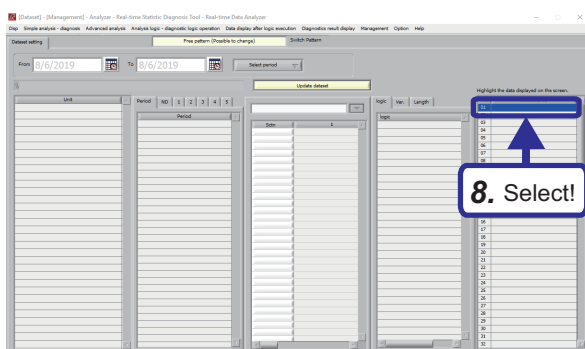 [Dataset] - [Management] - Analyzer - Real-time Statistic Diagnosis Tool - Real-time Data Analyzer
Disp Simple analysis - diagnosis Advanced analysis Analysis logic - diagnostic logic operation Data display after logic execution Diagnostics result display Management Option Help
Dataset setting Free pattern (Possible to change) Switch Pattern
From 8/6/2019 To 8/6/2019 Select period
Update dataset
Highlight the data displayed on the screen.
Unit Period ND 1 2 3 4 5 logic Var. Length
Period Sctn 1 logic
01
03
04
05
06
07
08
8. Select!
16
17
18
19
20
21
22
23
24
25
26
27
28
29
30
31
32